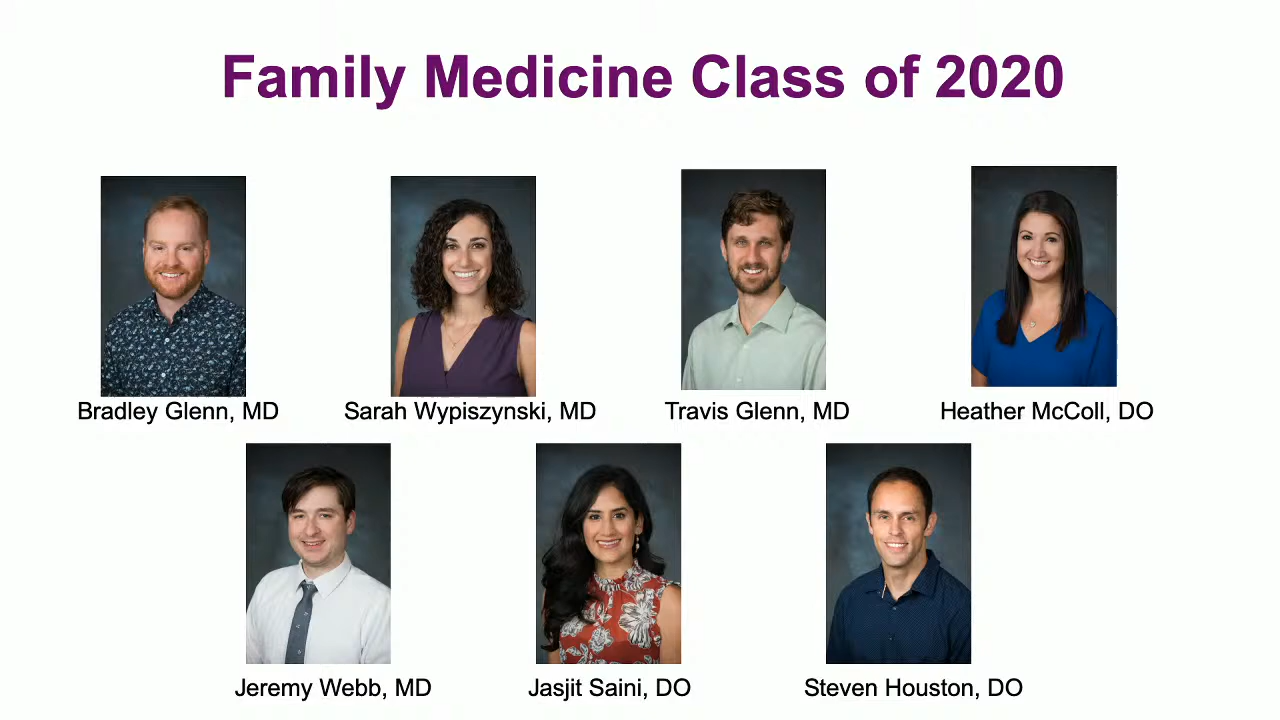 Family Medicine Class of 2020
Bradley Glenn, MD
Sarah Wypiszynski, MD
Travis Glenn, MD
Heather McColl, DO
Jeremy Webb, MD
Jasjit Saini, DO
Steven Houston, DO